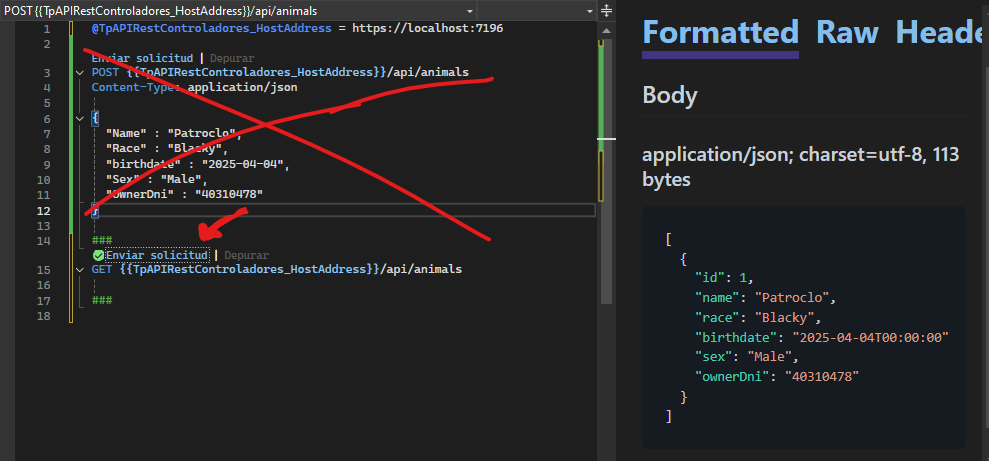 POST{{TpAPIRestControladores_HostAddress}}/api/animals
1 @TpAPIRestControladores_HostAddress = https://localhost:7196
2
Enviar solicitud | Depurar
3 POST {{TpAPIRestControladores_HostAddress}}/api/animals
4 Content-Type: application/json
5
6 {
7 "Name" : "Patroclo",
8 "Race" : "Blacky",
9 "birthdate" : "2025-04-04",
10 "Sex" : "Male",
11 "OwnerDni" : "40310478"
12 }
13
14 ###
Enviar solicitud | Depurar
15 GET {{TpAPIRestControladores_HostAddress}}/api/animals
16
17 ###
18
Formatted Raw Heade
Body
application/json; charset=utf-8, 113
bytes
[
{
"id": 1,
"name": "Patroclo",
"race": "Blacky",
"birthdate": "2025-04-04T00:00:00"
"sex": "Male",
"ownerDni": "40310478"
}
]